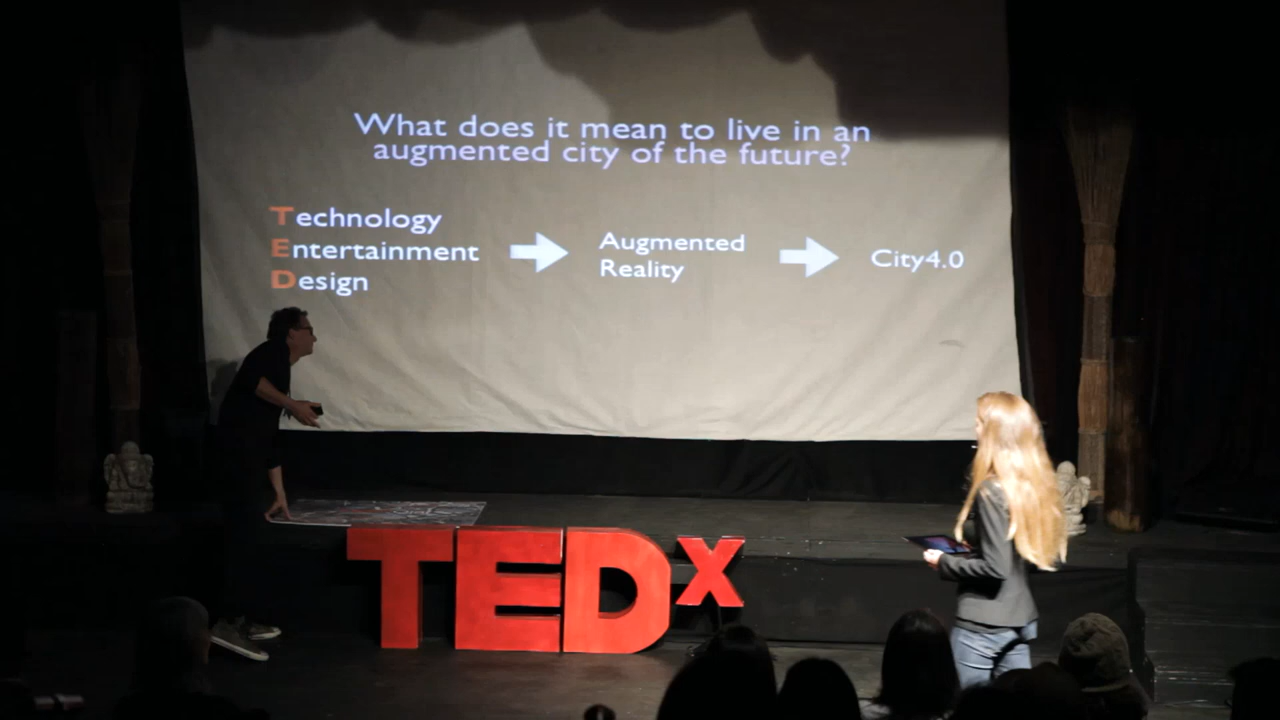 What does it mean to live in an
augmented city of the future?
Technology
Entertainment
Design
Augmented
Reality
City4.0
TEDx